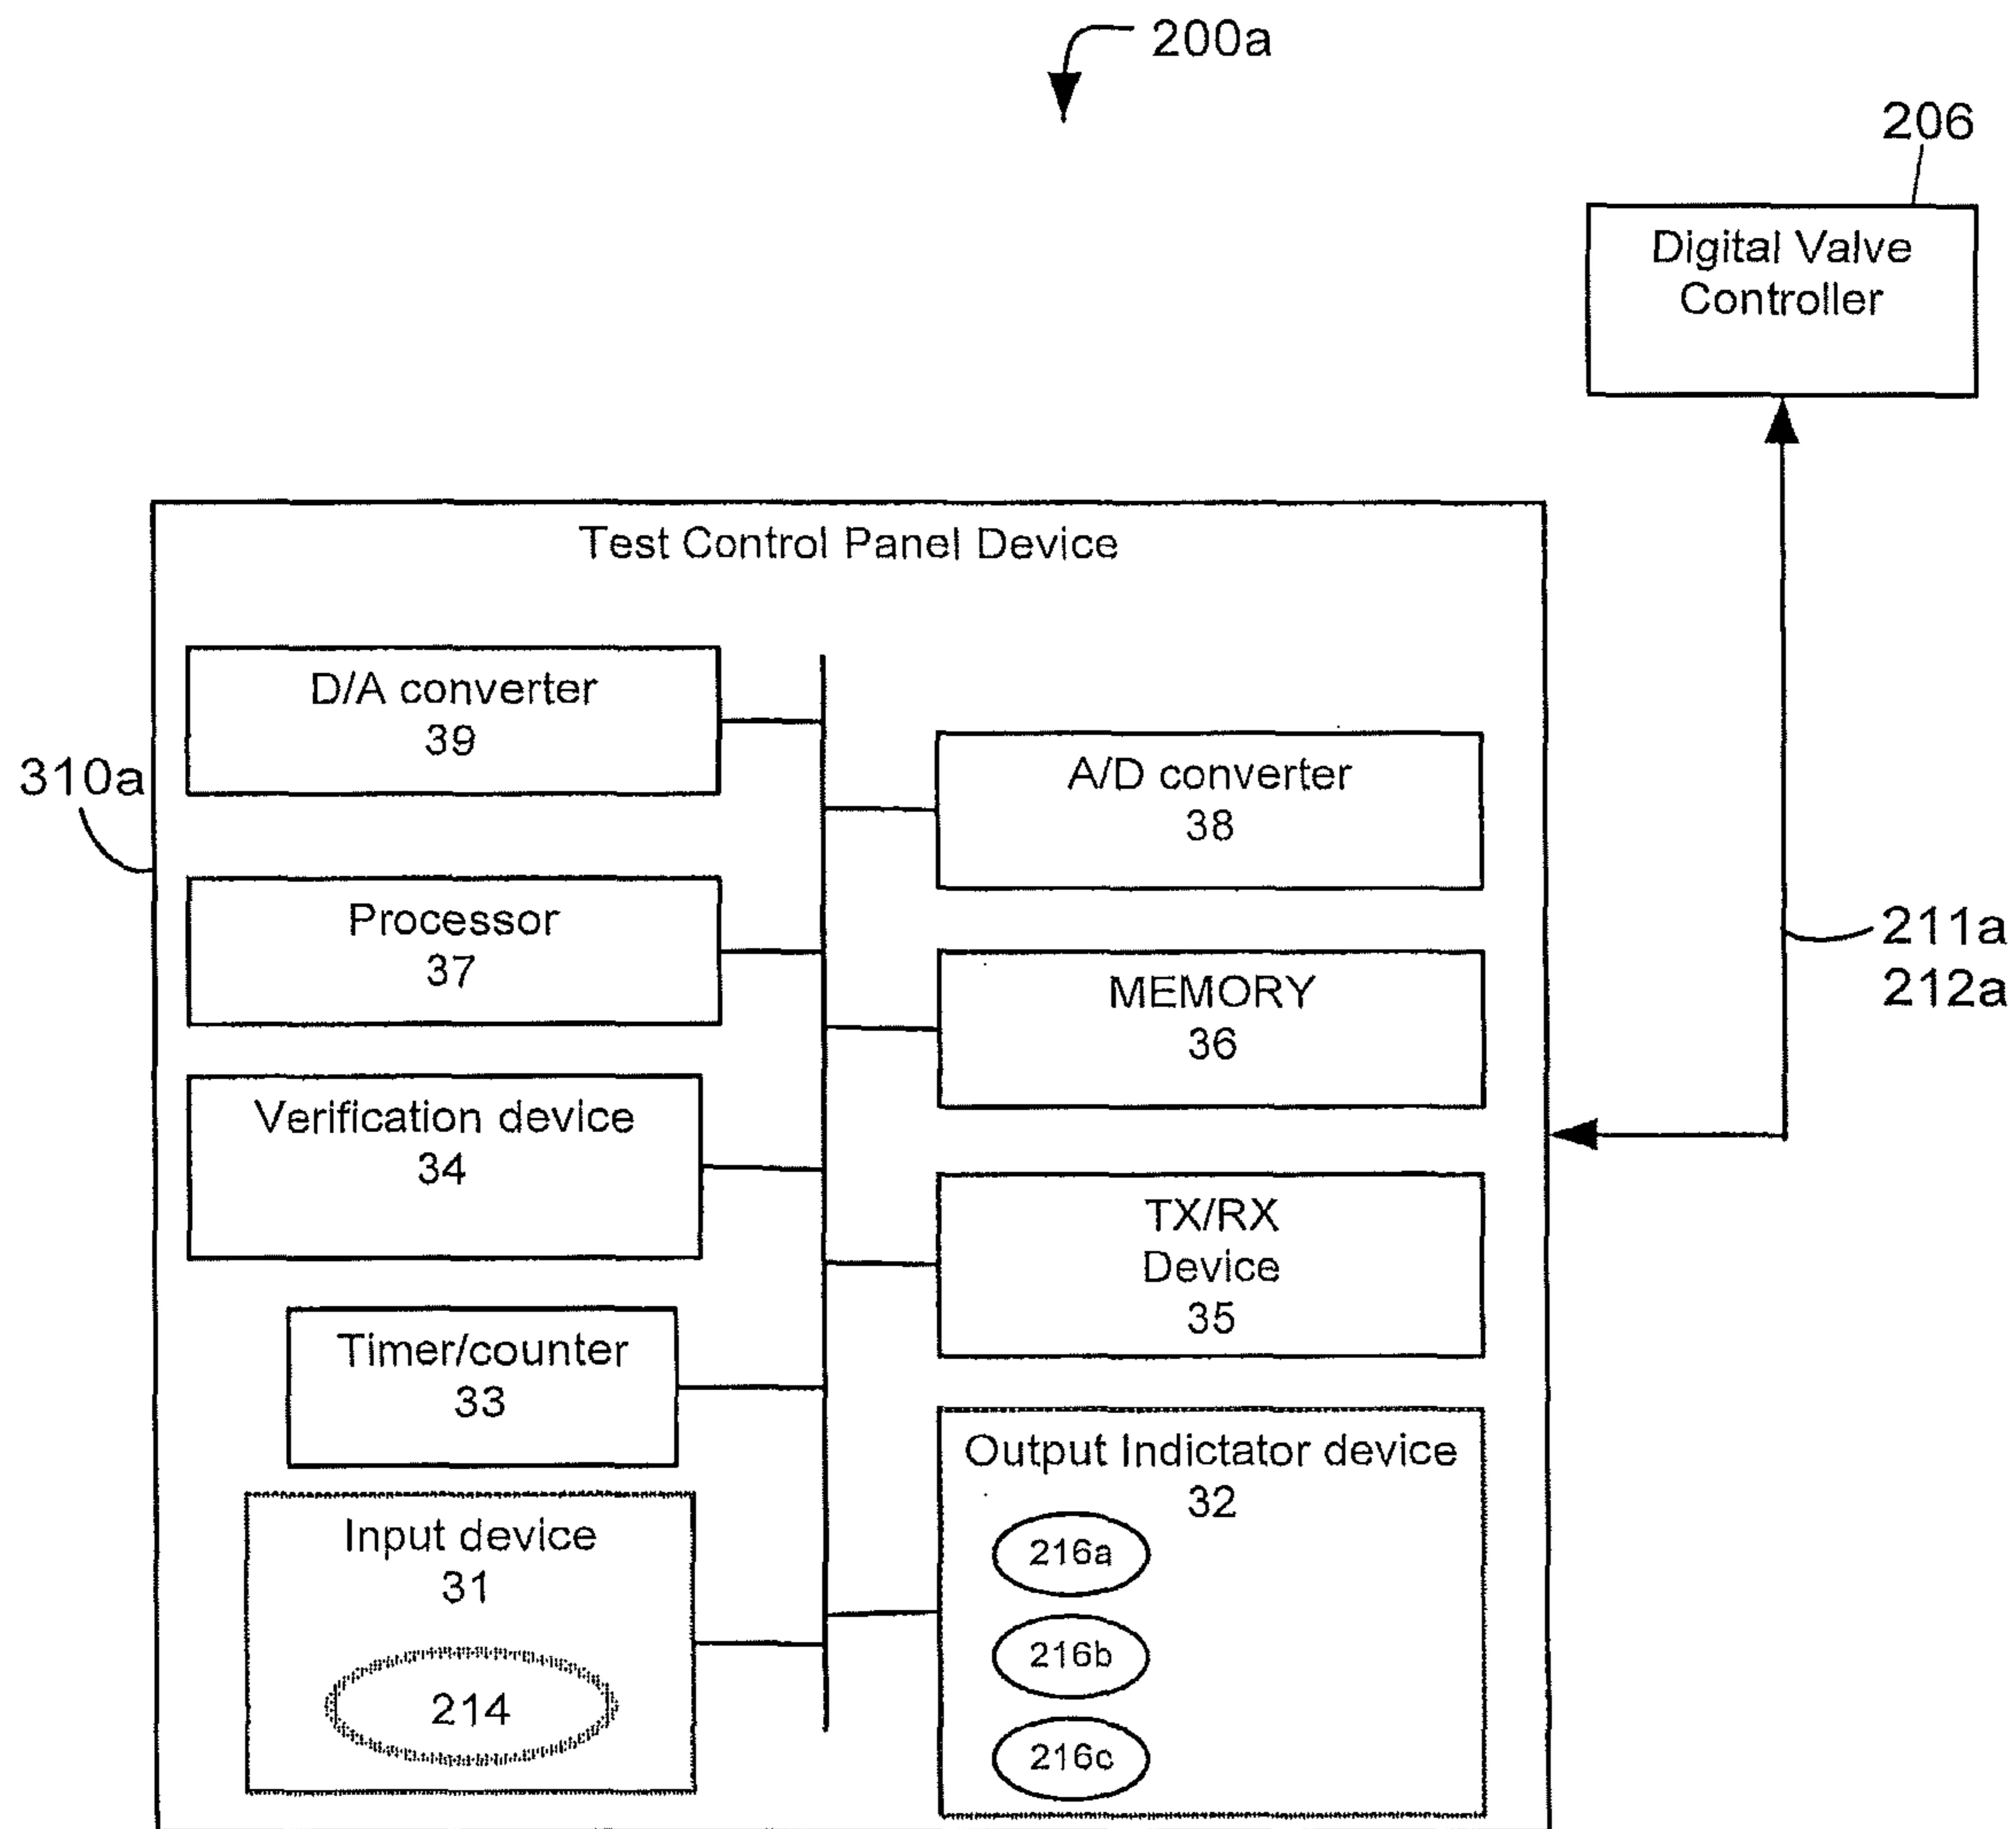 200a
206
Digital Valve
Controller
Test Control Panel Device
D/A converter
39
A/D converter
38
310a
Processor
37
211a
212a
MEMORY
36
Verification device
34
TX/RX
Device
35
Timer/counter
33
Output Indictator device
32
Input device
31
216a
216b
214
216c